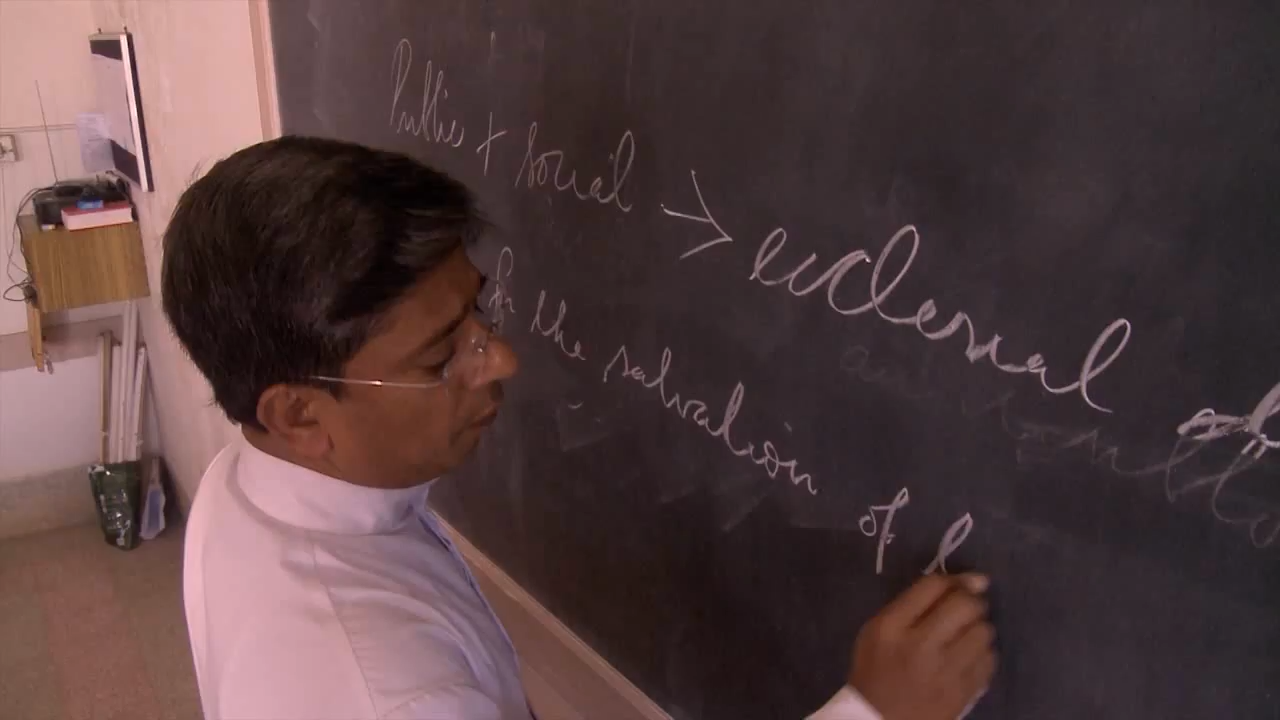 Public + social > ecclesial
for the salvation of